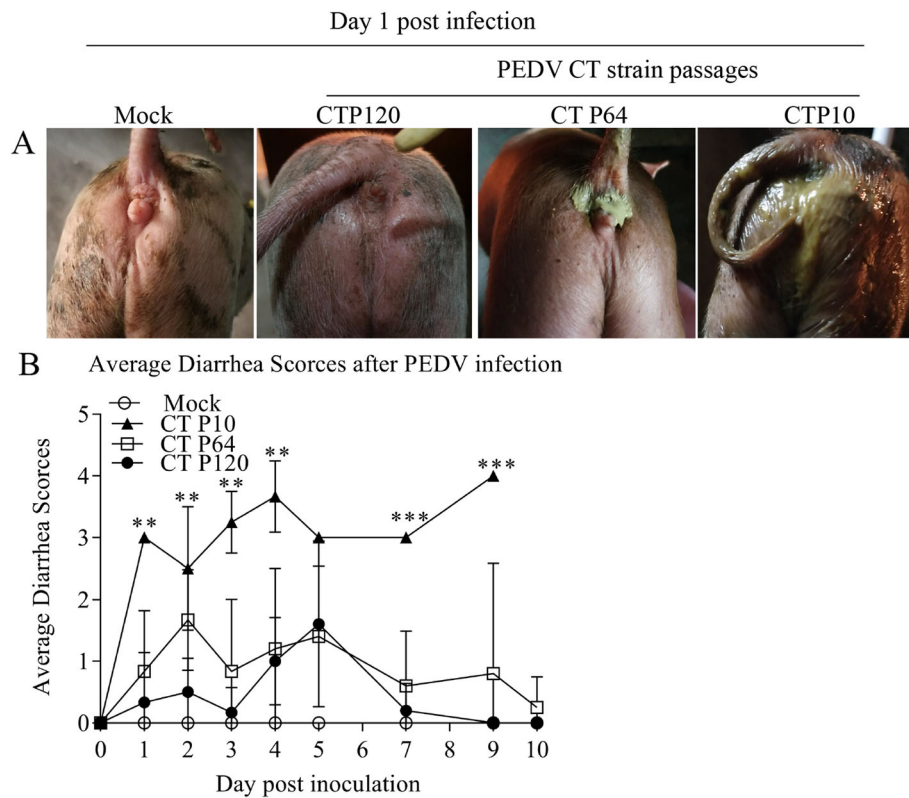 Day 1 post infection
PEDV CT strain passages
Mock CTP120 CT P64 CTP10
A
B Average Diarrhea Scorces after PEDV infection
Mock
CT P10
CT P64
CT P120
Average Diarrhea Scorces
5
4
3
2
1
0
** ** ** ** *** ***
0 1 2 3 4 5 6 7 8 9 10
Day post inoculation